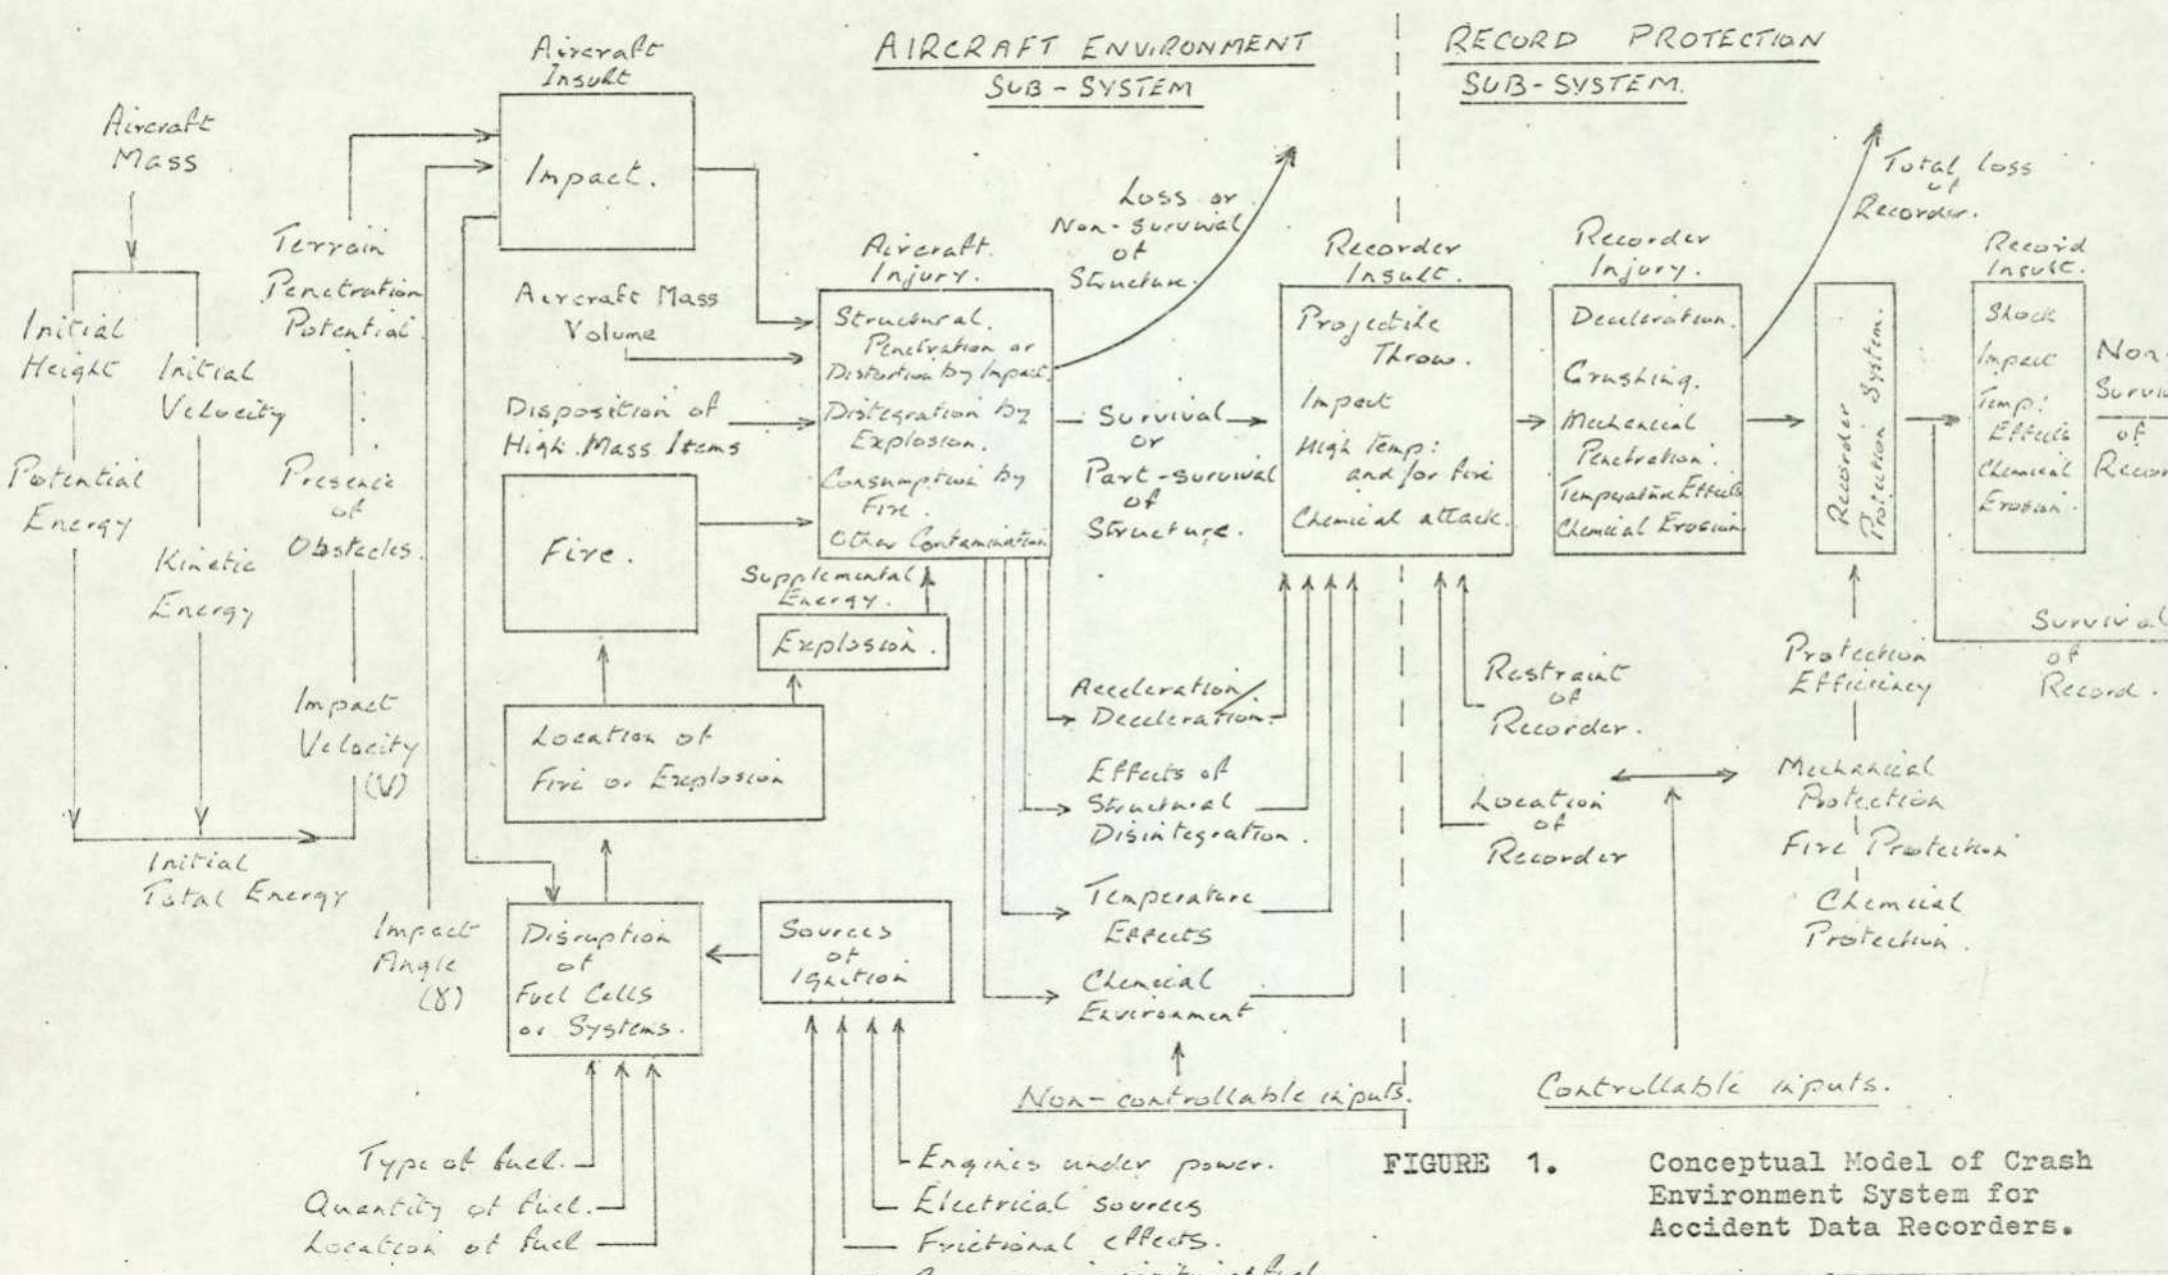 AIRCRAFT ENVIRONMENT
SUB-SYSTEM
RECORD PROTECTION
SUB-SYSTEM.
Aircraft
Mass
Initial
Height
Initial
Velocity
Potential
Energy
Kinetic
Energy
Initial
Total Energy
Terrain
Penetration
Potential.
Presence
of
Obstacles.
Impact
Velocity
(V)
Impact
Angle
(γ)
Aircraft
Insult
Impact.
Aircraft Mass
Volume
Disposition of
High Mass Items
Fire.
Supplemental
Energy.
Explosion.
Location of
Fire or Explosion
Disruption
of
Fuel Cells
or Systems.
Sources
of
Ignition
Type of fuel.
Quantity of fuel.
Location of fuel
Engines under power.
Electrical sources
Frictional effects.
of fuel
Aircraft
Injury.
Structural.
Penetration or
Distortion by Impact.
Distegration by
Explosion.
Consumption by
Fire.
Other Contamination
Loss or
Non-survival
of
Structure.
Survival
or
Part-survival
of
Structure.
Acceleration/
Deceleration.
Effects of
Structural
Disintegration.
Temperature
Effects
Chemical
Environment
Non-controllable inputs.
Recorder
Insult.
Projectile
Throw.
Impact
High Temp:
and/or fire
Chemical attack.
Recorder
Injury.
Deceleration.
Crushing.
Mechanical
Penetration.
Temperature Effects
Chemical Erosion
Total loss
of
Recorder.
Recorder
Protection System.
Restraint
of
Recorder.
Location
of
Recorder
Protection
Efficiency
Mechanical
Protection
Fire Protection
Chemical
Protection.
Controllable inputs.
Record
Insult.
Shock
Impact
Temp:
Effects
Chemical
Erosion.
Non-
of
Survival
of
Record.
FIGURE 1. Conceptual Model of Crash
Environment System for
Accident Data Recorders.